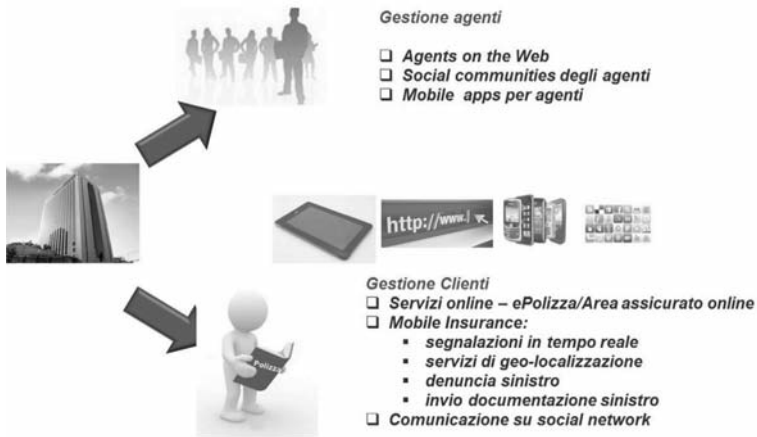 Gestione agenti
❑ Agents on the Web
❑ Social communities degli agenti
❑ Mobile apps per agenti
http://www.
Gestione Clienti
❑ Servizi online – ePolizza/Area assicurato online
❑ Mobile Insurance:
▪ segnalazioni in tempo reale
▪ servizi di geo-localizzazione
▪ denuncia sinistro
▪ invio documentazione sinistro
❑ Comunicazione su social network
Polizza